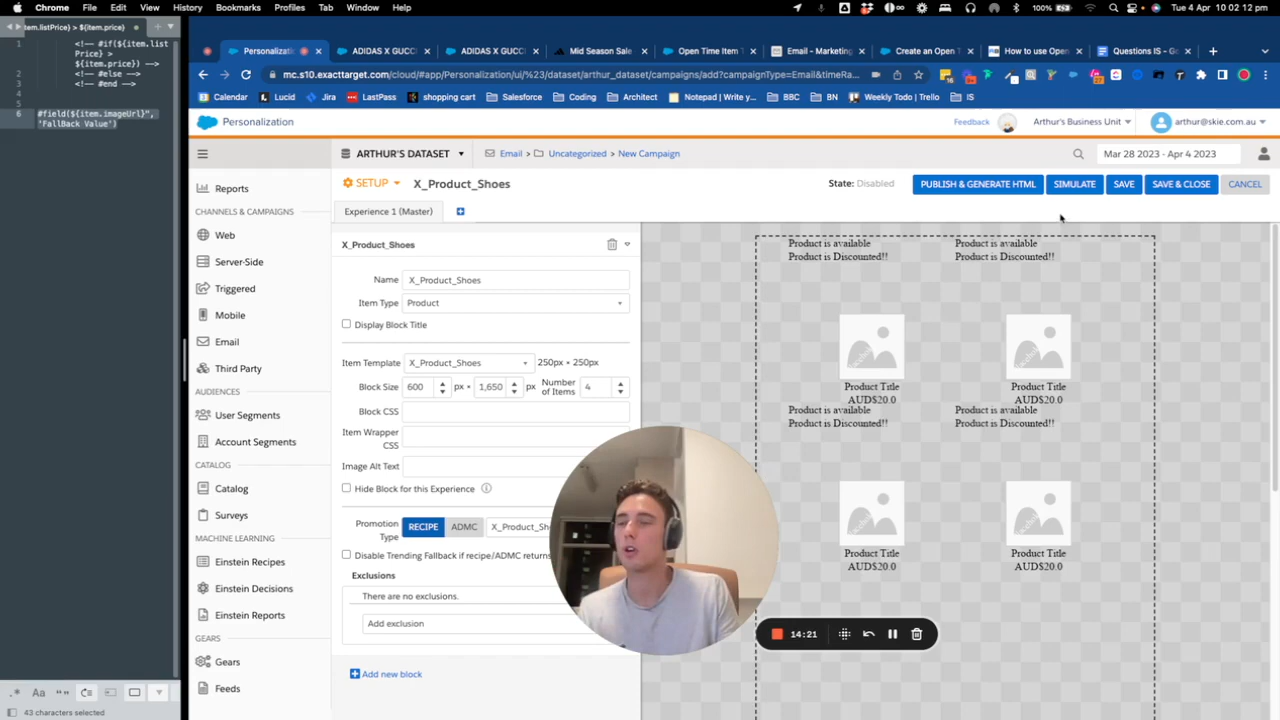 Chrome File Edit View History Bookmarks Profiles Tab Window Help
100% Tue 4 Apr 10 02 12 pm
tem.listPrice} > ${item.price}
Personalization
ADIDAS X GUCCI
ADIDAS X GUCC
Mid Season Sale
Open Time Item T
Email - Marketing
Create an Open T
How to use Open
Questions IS - G
mc.s10.exacttarget.com/cloud/#app/Personalization/ui/%23/dataset/arthur_dataset/campaigns/add?campaignType=Email&timeRa...
Calendar Lucid Jira LastPass shopping cart Salesforce Coding Architect Notepad | Write y... BBC BN Weekly Todo | Trello IS
1 <!-- #if(${item.list
Price} >
${item.price}) -->
2 <!-- #else -->
3 <!-- #end -->
4
5
6 #field(${item.imageUrl}",
'FallBack Value')
43 characters selected
Personalization
Feedback
Arthur's Business Unit
arthur@skie.com.au
ARTHUR'S DATASET
Email > Uncategorized > New Campaign
Mar 28 2023 - Apr 4 2023
SETUP
X_Product_Shoes
State: Disabled
PUBLISH & GENERATE HTML
SIMULATE
SAVE
SAVE & CLOSE
CANCEL
Reports
CHANNELS & CAMPAIGNS
Web
Server-Side
Triggered
Mobile
Email
Third Party
AUDIENCES
User Segments
Account Segments
CATALOG
Catalog
Surveys
MACHINE LEARNING
Einstein Recipes
Einstein Decisions
Einstein Reports
GEARS
Gears
Feeds
Experience 1 (Master)
X_Product_Shoes
Name X_Product_Shoes
Item Type Product
Display Block Title
Item Template X_Product_Shoes 250px × 250px
Block Size 600 px × 1,650 px Number of Items 4
Block CSS
Item Wrapper
CSS
Image Alt Text
Hide Block for this Experience
Promotion
Type
RECIPE ADMC X_Product_Sh
Disable Trending Fallback if recipe/ADMC returns
Exclusions
There are no exclusions.
Add exclusion
Add new block
Product is available Product is available
Product is Discounted!! Product is Discounted!!
Product Title Product Title
AUD$20.0 AUD$20.0
Product is available Product is available
Product is Discounted!! Product is Discounted!!
Product Title Product Title
AUD$20.0 AUD$20.0
14:21